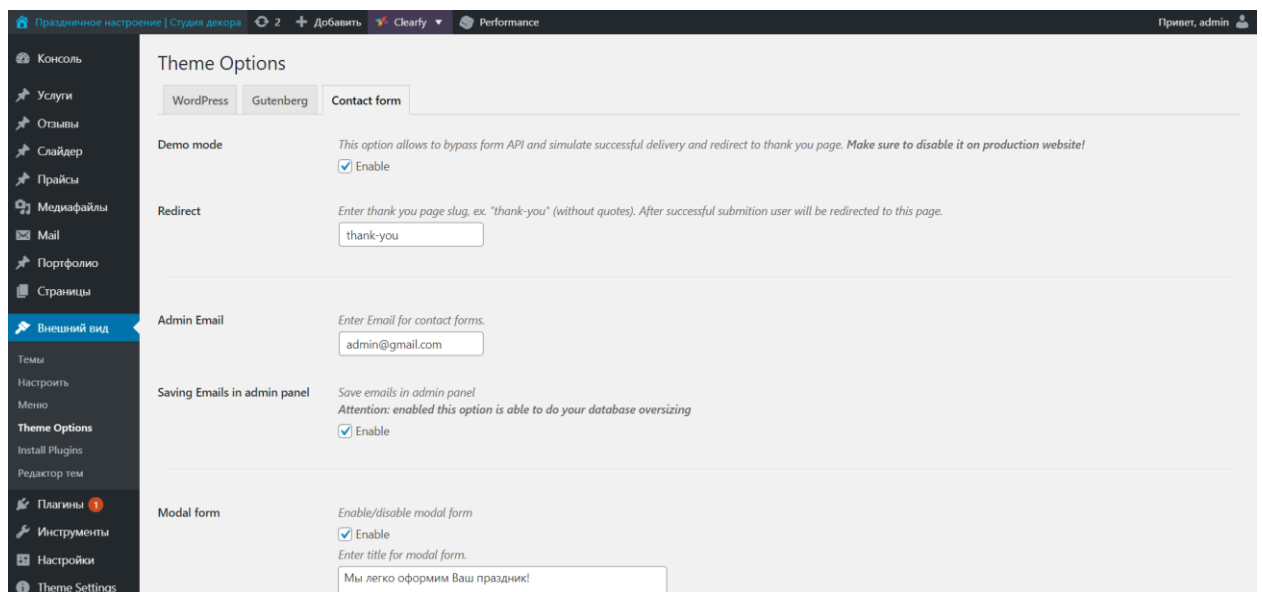 Праздничное настроение | Студия декора 2 Добавить Clearfy Performance Привет, admin
Консоль
Услуги
Отзывы
Слайдер
Прайсы
Медиафайлы
Mail
Портфолио
Страницы
Внешний вид
Темы
Настроить
Меню
Theme Options
Install Plugins
Редактор тем
Плагины 1
Инструменты
Настройки
Theme Settings
Theme Options
WordPress Gutenberg Contact form
Demo mode
This option allows to bypass form API and simulate successful delivery and redirect to thank you page. Make sure to disable it on production website!
Enable
Redirect
Enter thank you page slug, ex. "thank-you" (without quotes). After successful submition user will be redirected to this page.
thank-you
Admin Email
Enter Email for contact forms.
admin@gmail.com
Saving Emails in admin panel
Save emails in admin panel
Attention: enabled this option is able to do your database oversizing
Enable
Modal form
Enable/disable modal form
Enable
Enter title for modal form.
Мы легко оформим Ваш праздник!